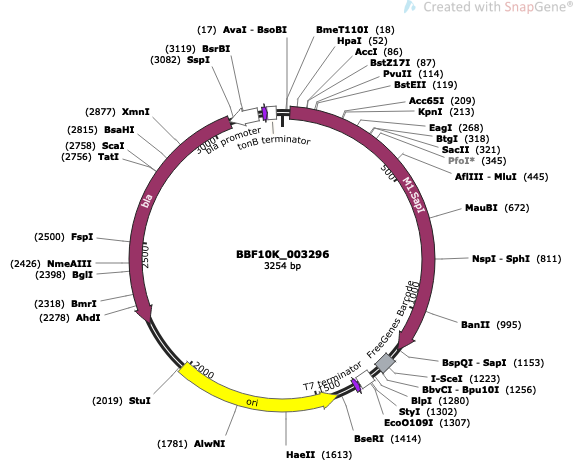 Created with SnapGene®
(17) AvaI - BsoBI
BmeT110I (18)
HpaI (52)
AccI (86)
BstZ17I (87)
PvuII (114)
BstEII (119)
Acc65I (209)
KpnI (213)
EagI (268)
BtgI (318)
SacII (321)
PfoI* (345)
AflIII - MluI (445)
MauBI (672)
NspI - SphI (811)
BanII (995)
BspQI - SapI (1153)
I-SceI (1223)
BbvCI - Bpu10I (1256)
BlpI (1280)
StyI (1302)
EcoO109I (1307)
BseRI (1414)
HaeII (1613)
(1781) AlwNI
(2019) StuI
(2278) AhdI
(2318) BmrI
(2398) BglI
(2426) NmeAIII
(2500) FspI
(2756) TatI
(2758) ScaI
(2815) BsaHI
(2877) XmnI
(3082) SspI
(3119) BsrBI
bla promoter
tonB terminator
M1.SapI
FreeGenes Barcode
T7 terminator
ori
bla
500
1000
1500
2000
2500
3000
BBF10K_003296
3254 bp